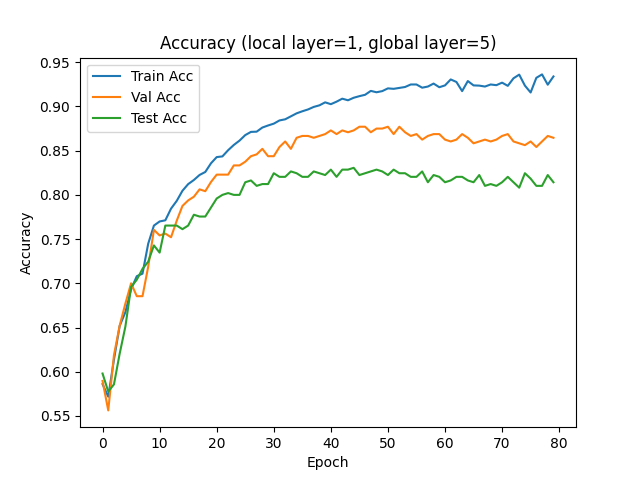 Accuracy (local layer=1, global layer=5)
Train Acc
Val Acc
Test Acc
0.95
0.90
0.85
0.80
0.75
0.70
0.65
0.60
0.55
Accuracy
0 10 20 30 40 50 60 70 80
Epoch